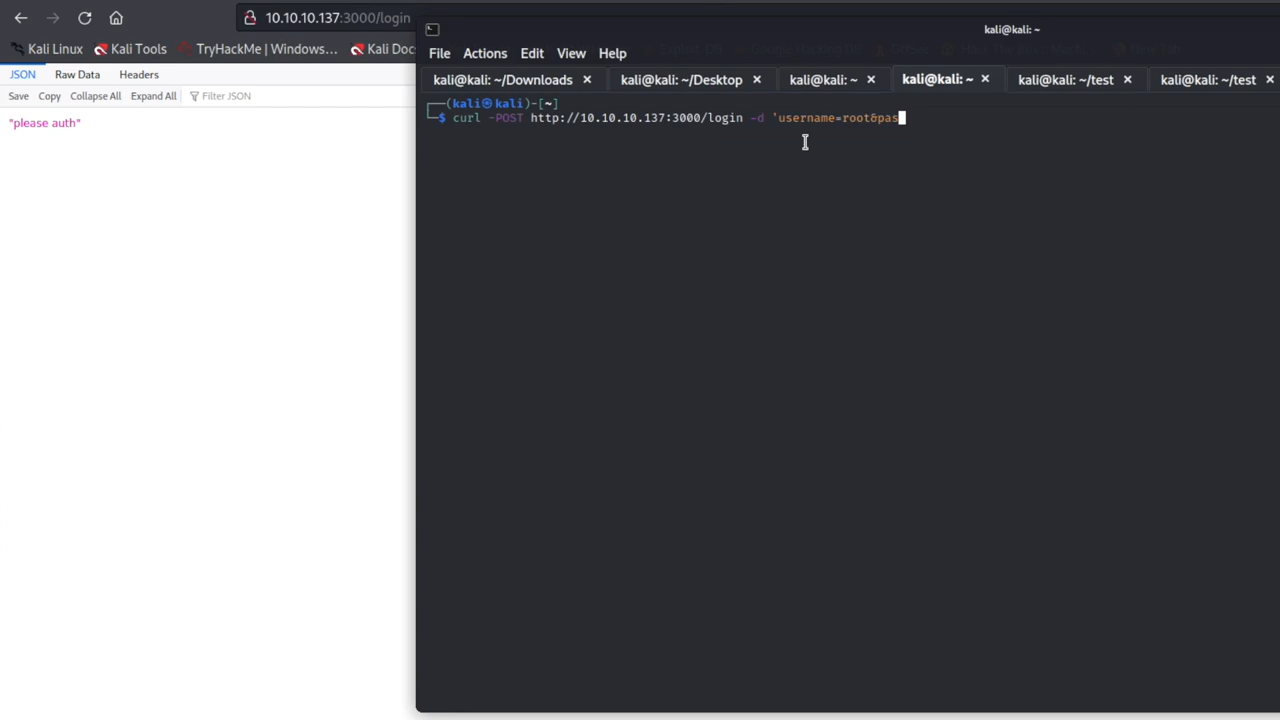 10.10.10.137:3000/login
Kali Linux
Kali Tools
TryHackMe | Windows…
Kali Doc
JSON
Raw Data
Headers
Save
Copy
Collapse All
Expand All
Filter JSON
"please auth"
kali@kali: ~
File Actions Edit View Help
kali@kali: ~/Downloads
kali@kali: ~/Desktop
kali@kali: ~
kali@kali: ~
kali@kali: ~/test
kali@kali: ~/test
(kali㉿kali)-[~]
$ curl -POST http://10.10.10.137:3000/login -d 'username=root&pas